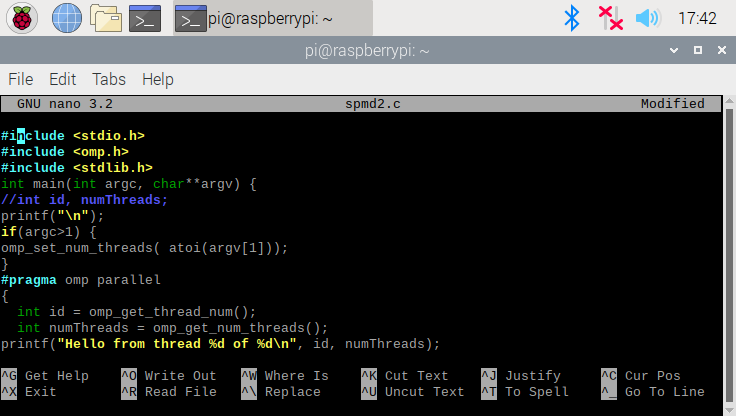 pi@raspberrypi: ~ 17:42
pi@raspberrypi: ~
File Edit Tabs Help
GNU nano 3.2 spmd2.c Modified
#include <stdio.h>
#include <omp.h>
#include <stdlib.h>
int main(int argc, char**argv) {
//int id, numThreads;
printf("\n");
if(argc>1) {
omp_set_num_threads( atoi(argv[1]));
}
#pragma omp parallel
{
  int id = omp_get_thread_num();
  int numThreads = omp_get_num_threads();
printf("Hello from thread %d of %d\n", id, numThreads);
^G Get Help ^O Write Out ^W Where Is ^K Cut Text ^J Justify ^C Cur Pos
^X Exit ^R Read File ^\ Replace ^U Uncut Text ^T To Spell ^_ Go To Line